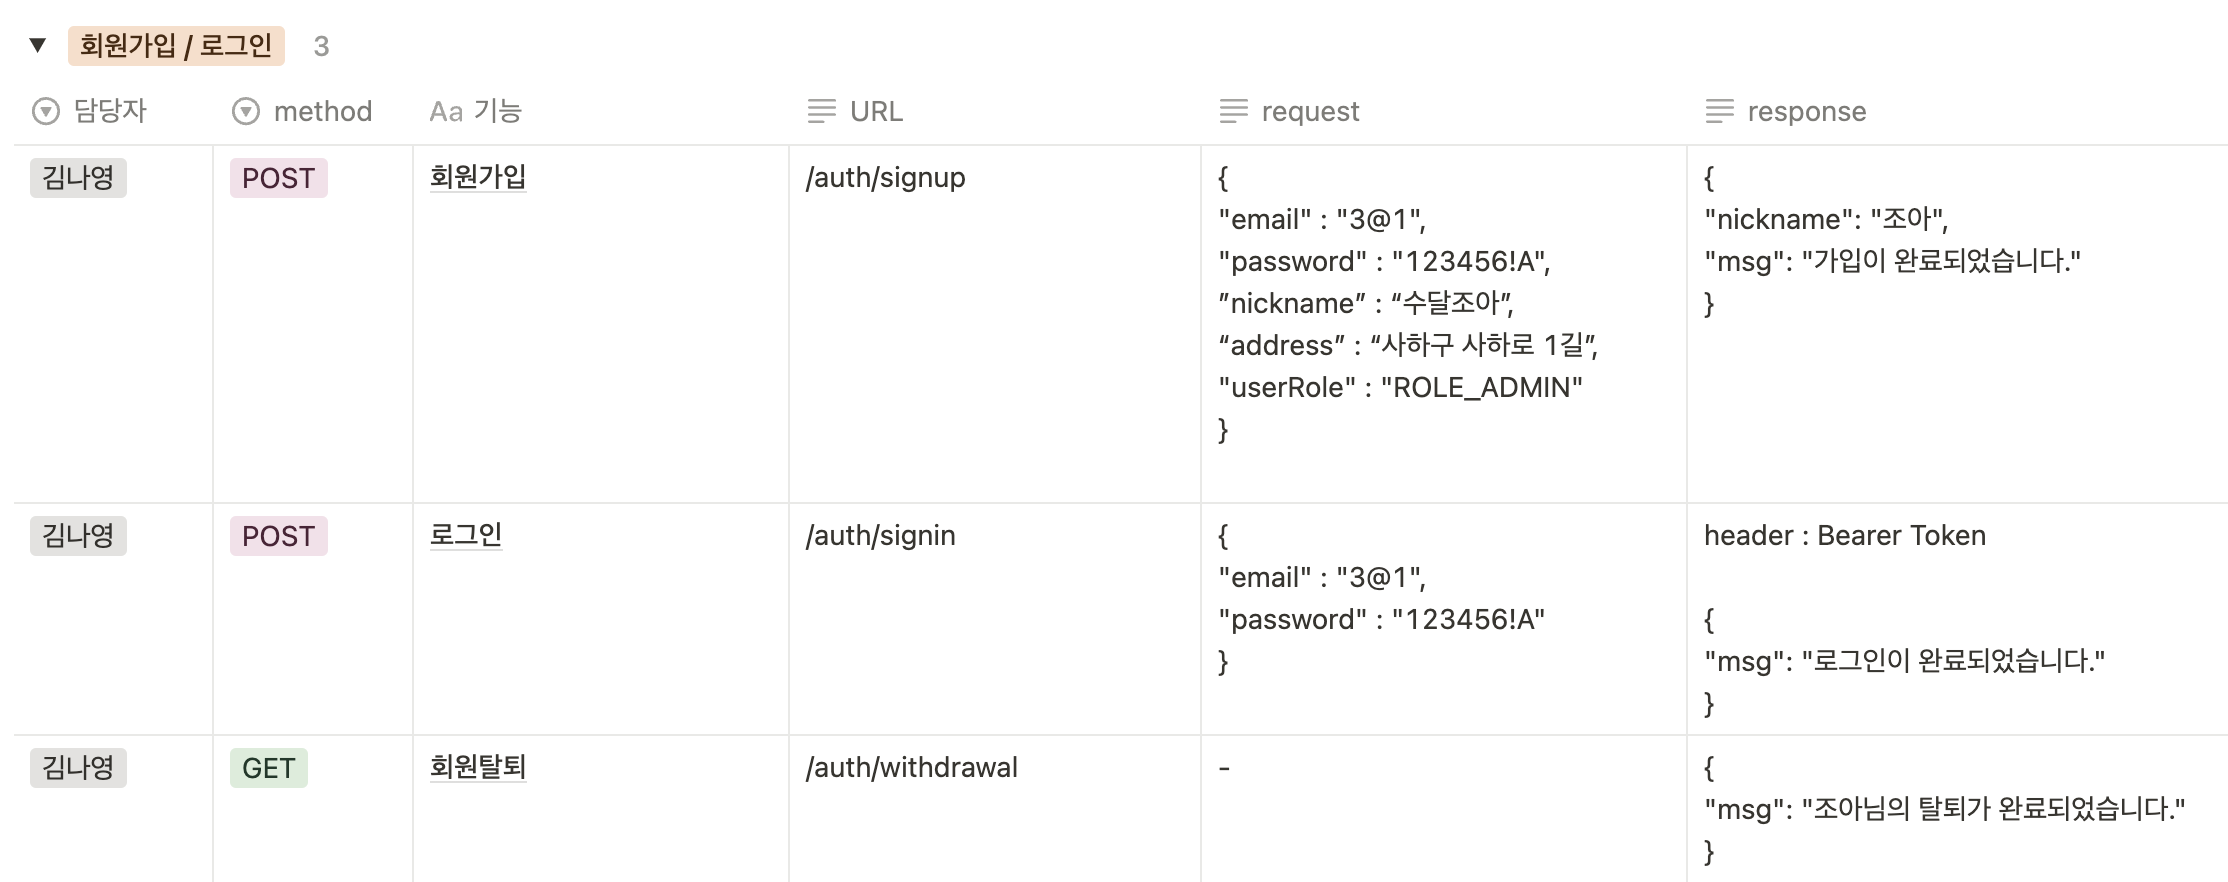 회원가입 / 로그인 3
담당자 method Aa 기능 URL request response
김나영 POST 회원가입 /auth/signup
{
"email" : "3@1",
"password" : "123456!A",
”nickname” : “수달조아”,
“address” : “사하구 사하로 1길”,
"userRole" : "ROLE_ADMIN"
}
{
"nickname": "조아",
"msg": "가입이 완료되었습니다."
}
김나영 POST 로그인 /auth/signin
{
"email" : "3@1",
"password" : "123456!A"
}
header : Bearer Token
{
"msg": "로그인이 완료되었습니다."
}
김나영 GET 회원탈퇴 /auth/withdrawal
-
{
"msg": "조아님의 탈퇴가 완료되었습니다."
}